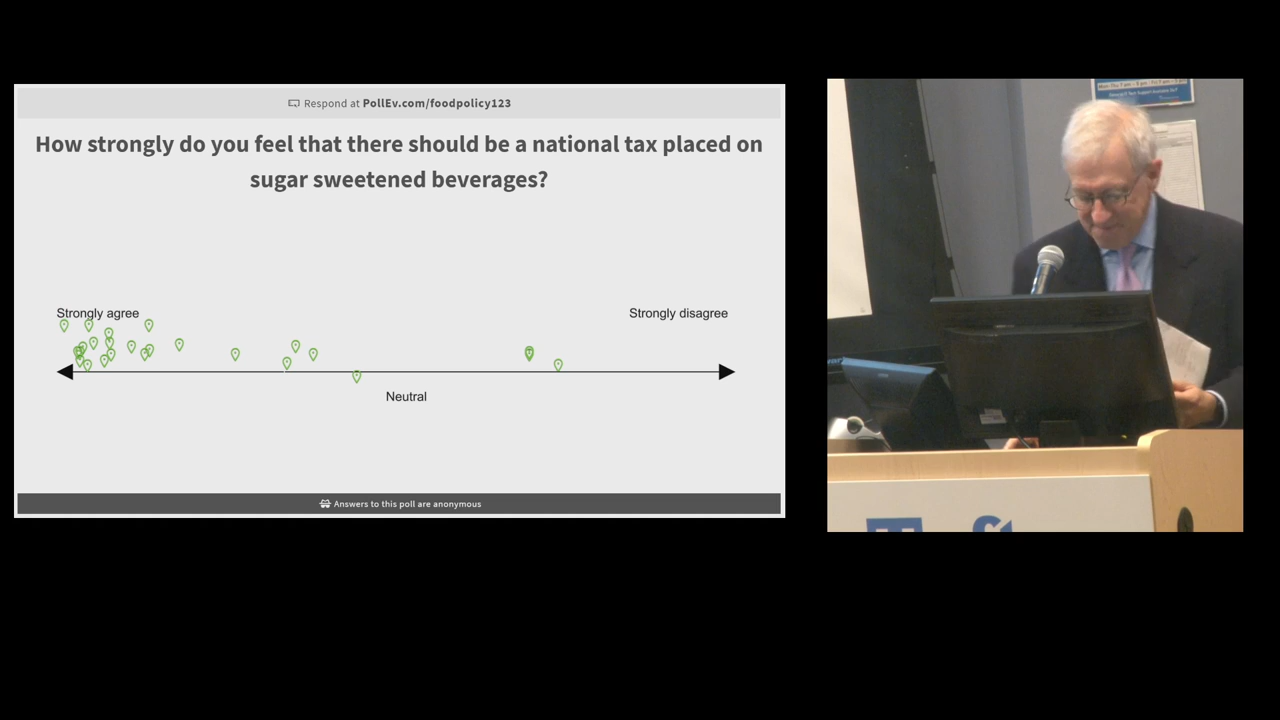 Respond at PollEv.com/foodpolicy123
How strongly do you feel that there should be a national tax placed on
sugar sweetened beverages?
Strongly agree
Strongly disagree
Neutral
Answers to this poll are anonymous